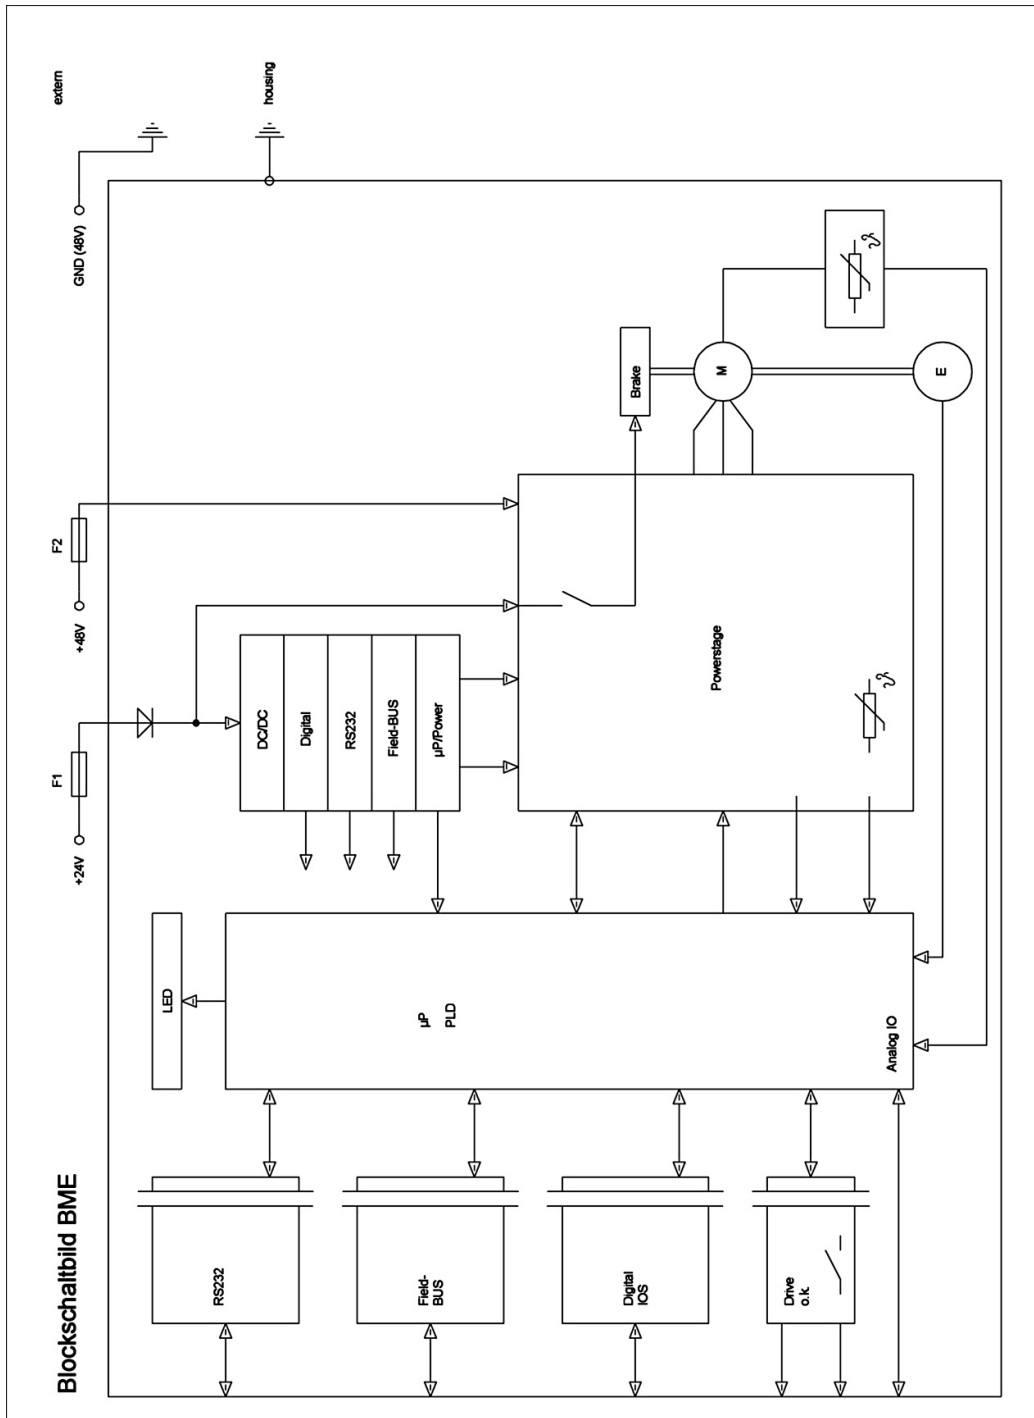 Blockschaltbild BME
+24V
F1
+48V
F2
GND (48V)
extern
housing
LED
DC/DC
Digital
RS232
Field-BUS
µP/Power
RS232
Field-
BUS
Digital
IOS
Drive
o.k.
µP
PLD
Analog IO
Powerstage
ϑ
Brake
M
E
ϑ